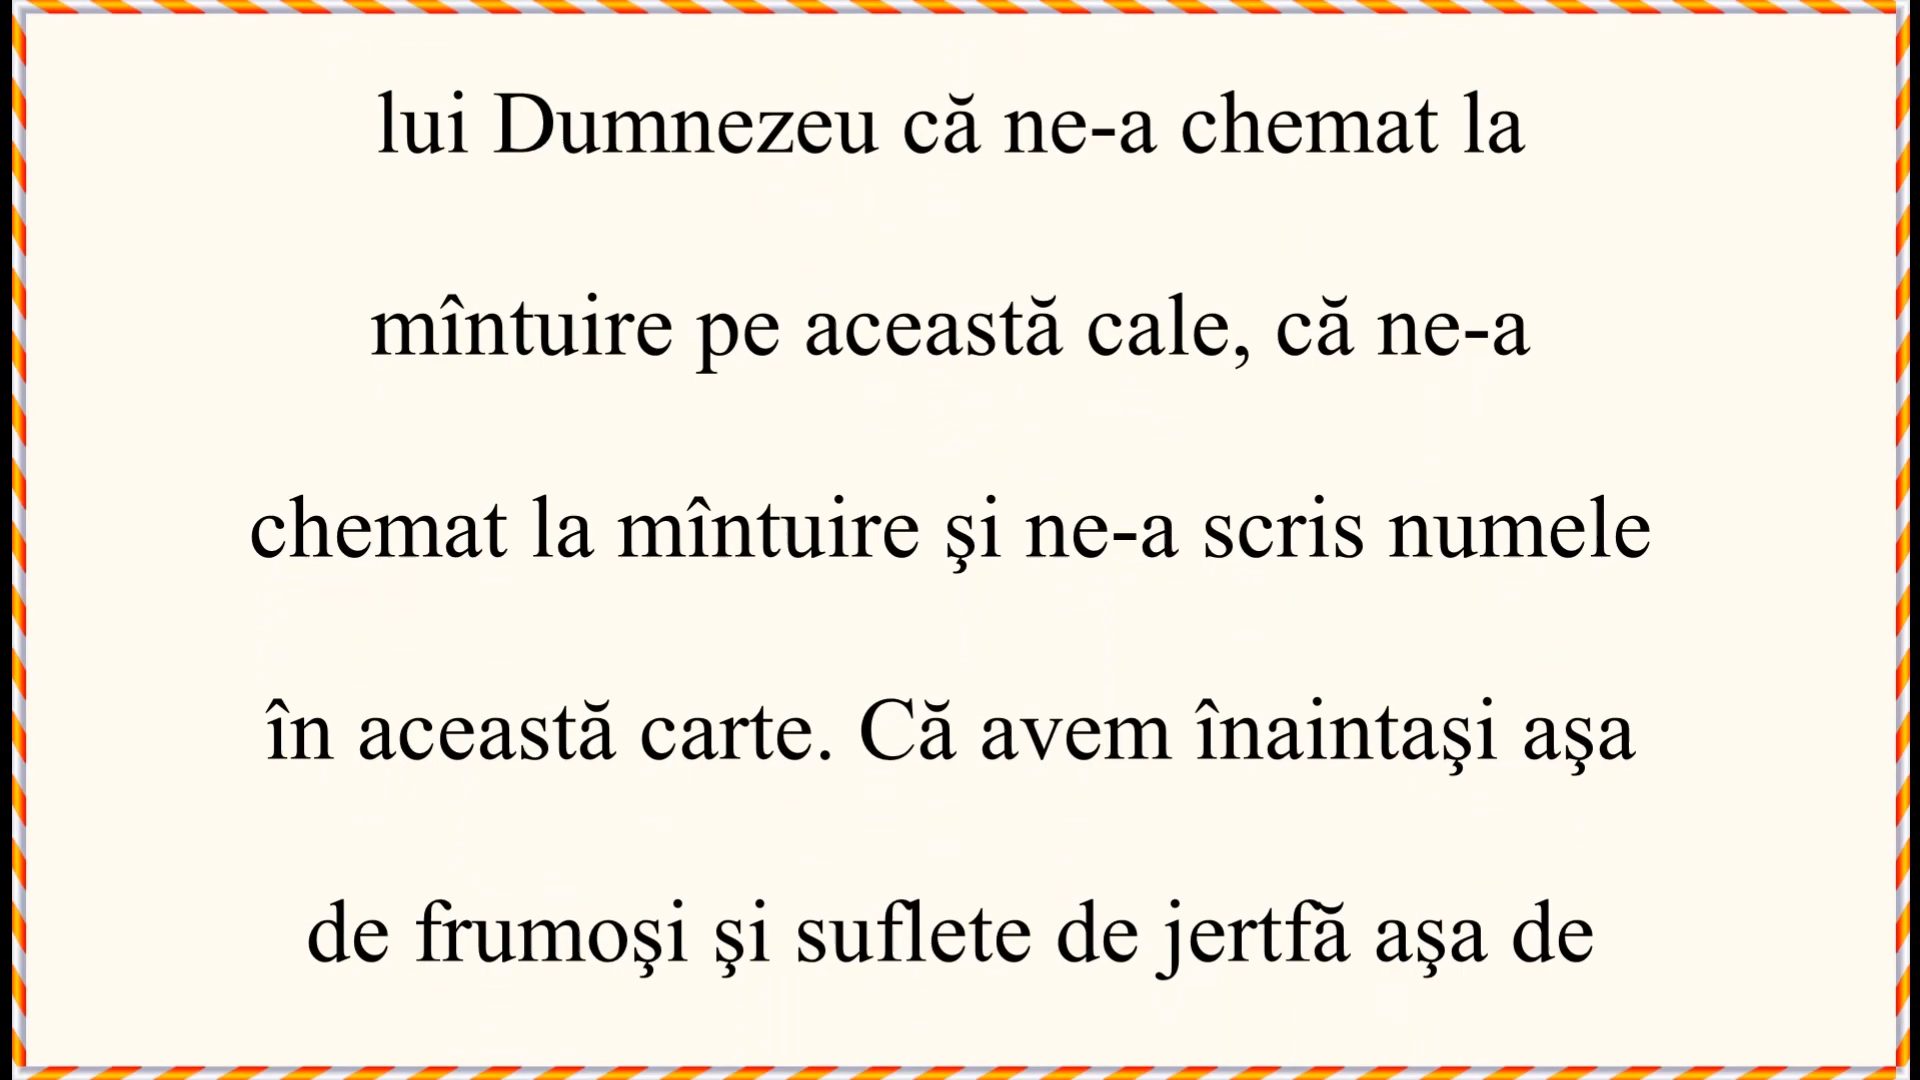 lui Dumnezeu că ne-a chemat la
mîntuire pe această cale, că ne-a
chemat la mîntuire şi ne-a scris numele
în această carte. Că avem înaintaşi aşa
de frumoşi şi suflete de jertfă aşa de